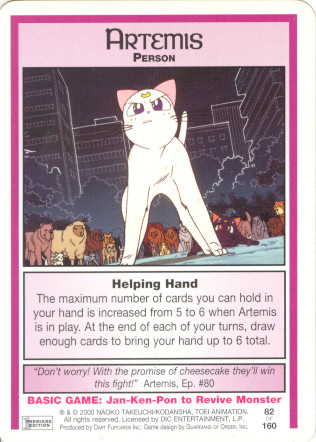 ARTEMIS
PERSON
Helping Hand
The maximum number of cards you can hold in
your hand is increased from 5 to 6 when Artemis
is in play. At the end of each of your turns, draw
enough cards to bring your hand up to 6 total.
"Don't worry! With the promise of cheesecake they'll win
this fight!" Artemis, Ep. #80
BASIC GAME: Jan-Ken-Pon to Revive Monster
PREMIERE
EDITION
® & © 2000 NAOKO TAKEUCHI/KODANSHA, TOEI ANIMATION.
All rights reserved. Licensed by DIC ENTERTAINMENT, L.P.
Produced by DART FLIPCARDS INC. Game design by GUARDIANS OF ORDER, INC.
82
OF
160